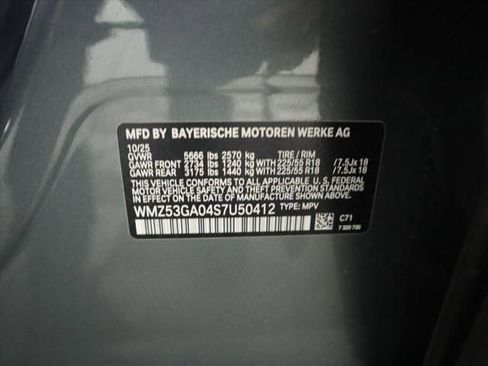 MFD BY BAYERISCHE MOTOREN WERKE AG
10/25
GVWR 5666 lbs 2570 kg TIRE / RIM
GAWR FRONT 2734 lbs 1240 kg WITH 225/55 R18 / 7.5Jx 18
GAWR REAR 3175 lbs 1440 kg WITH 225/55 R18 / 7.5Jx 18
THIS VEHICLE CONFORMS TO ALL APPLICABLE U. S. FEDERAL
MOTOR VEHICLE SAFETY STANDARDS IN EFFECT ON THE
DATE OF MANUFACTURE SHOWN ABOVE.
WMZ53GA04S7U50412 TYPE: MPV
C71
7 320 730